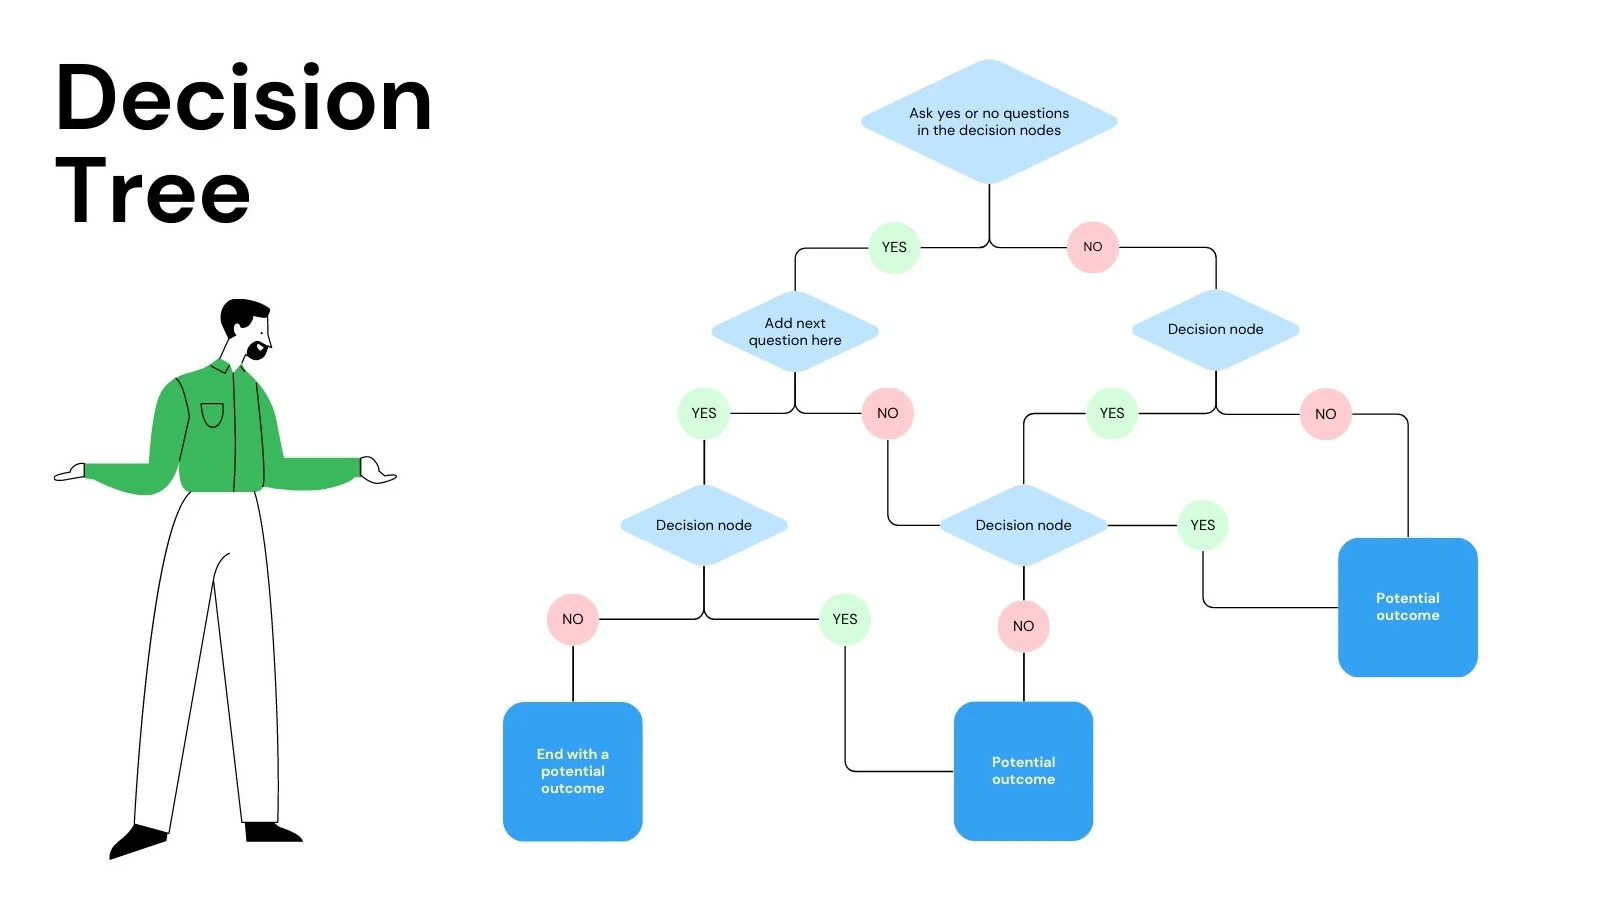 Decision
Tree
Ask yes or no questions
in the decision nodes
YES
NO
Add next
question here
Decision node
YES
NO
YES
NO
Decision node
Decision node
YES
NO
YES
NO
Potential
outcome
End with a
potential
outcome
Potential
outcome